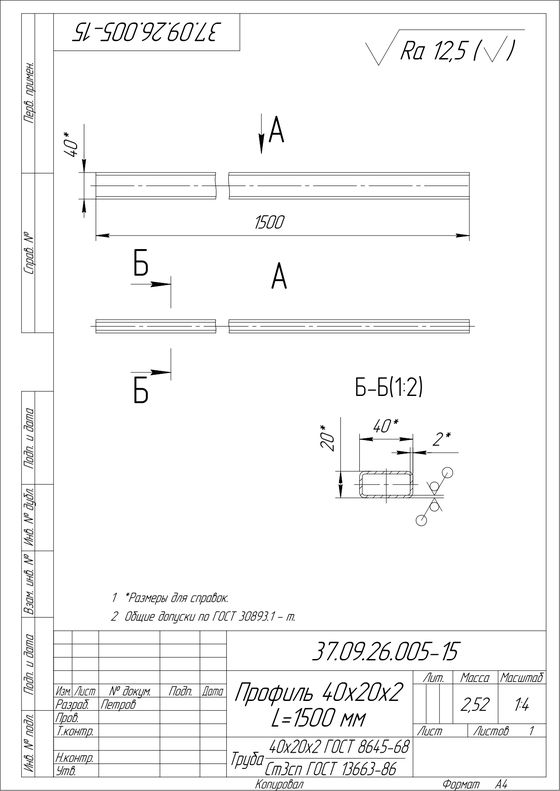 37.09.26.005-15
Ra 12,5 (√)
Перв. примен.
Справ. №
Подп. и дата
Инв. № дубл.
Взам. инв. №
Подп. и дата
Инв. № подл.
А
40*
1500
Б
А
Б
Б-Б(1:2)
40*
20*
2*
1 *Размеры для справок.
2 Общие допуски по ГОСТ 30893.1 - m.
37.09.26.005-15
Изм. Лист № докум. Подп. Дата
Разраб. Петров
Пров.
Т.контр.
Н.контр.
Утв.
Профиль 40x20x2
L=1500 мм
Лит. Масса Масштаб
2,52 1:4
Лист Листов 1
Труба 40x20x2 ГОСТ 8645-68
Ст3сп ГОСТ 13663-86
Копировал Формат А4